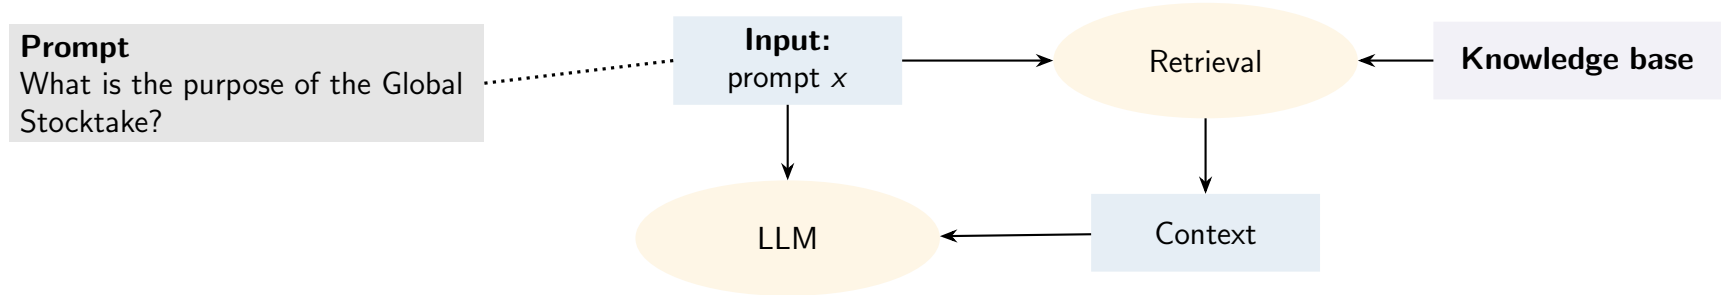 Prompt
What is the purpose of the Global
Stocktake?
Input:
prompt x
Retrieval
Knowledge base
LLM
Context